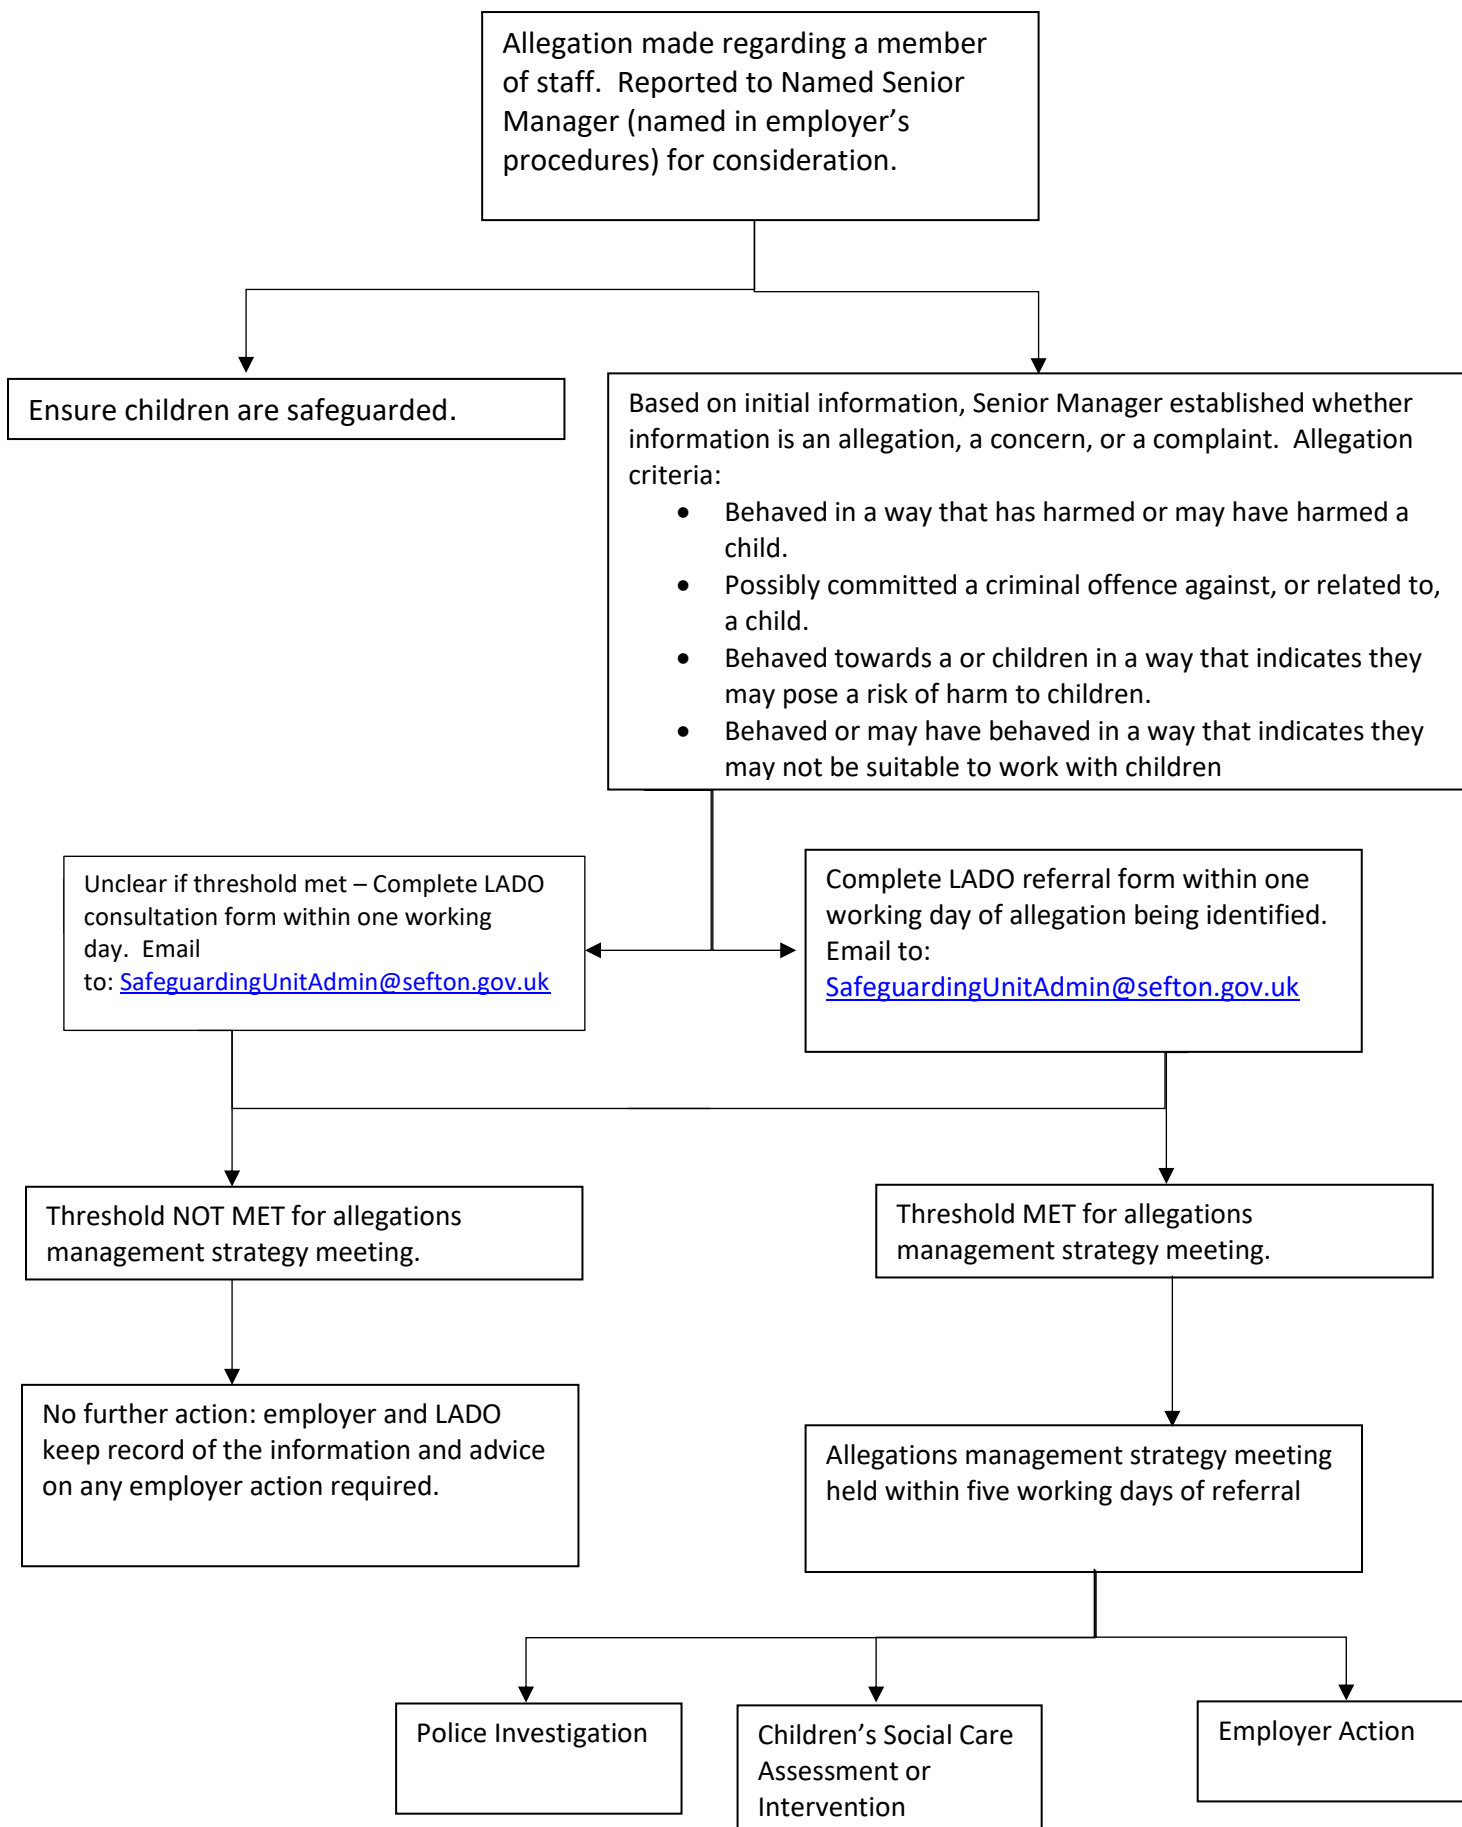 Allegation made regarding a member
of staff.  Reported to Named Senior
Manager (named in employer’s
procedures) for consideration.
Ensure children are safeguarded.
Based on initial information, Senior Manager established whether
information is an allegation, a concern, or a complaint.  Allegation
criteria:
• Behaved in a way that has harmed or may have harmed a
child.
• Possibly committed a criminal offence against, or related to,
a child.
• Behaved towards a or children in a way that indicates they
may pose a risk of harm to children.
• Behaved or may have behaved in a way that indicates they
may not be suitable to work with children
Unclear if threshold met – Complete LADO
consultation form within one working
day.  Email
to: SafeguardingUnitAdmin@sefton.gov.uk
Complete LADO referral form within one
working day of allegation being identified.
Email to:
SafeguardingUnitAdmin@sefton.gov.uk
Threshold NOT MET for allegations
management strategy meeting.
Threshold MET for allegations
management strategy meeting.
No further action: employer and LADO
keep record of the information and advice
on any employer action required.
Allegations management strategy meeting
held within five working days of referral
Police Investigation
Children’s Social Care
Assessment or
Intervention
Employer Action